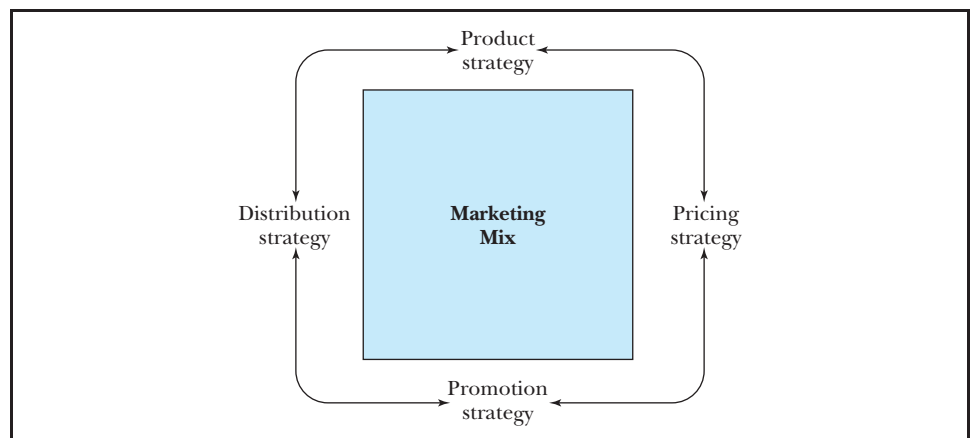 Product
strategy
Distribution
strategy
Marketing
Mix
Pricing
strategy
Promotion
strategy